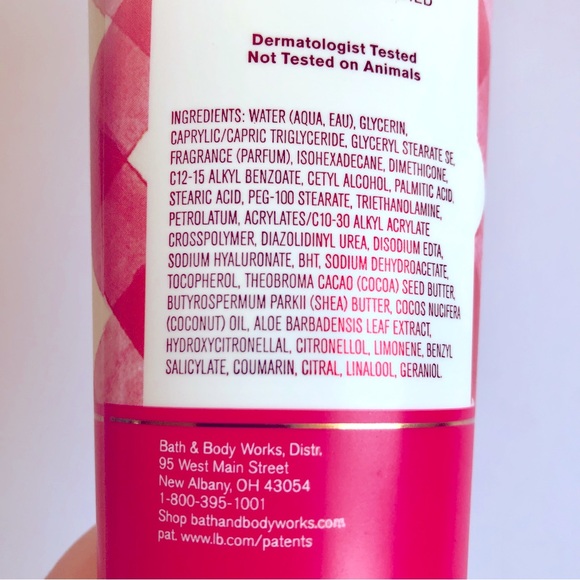 Dermatologist Tested
Not Tested on Animals
INGREDIENTS: WATER (AQUA, EAU), GLYCERIN,
CAPRYLIC/CAPRIC TRIGLYCERIDE, GLYCERYL STEARATE SE,
FRAGRANCE (PARFUM), ISOHEXADECANE, DIMETHICONE,
C12-15 ALKYL BENZOATE, CETYL ALCOHOL, PALMITIC ACID,
STEARIC ACID, PEG-100 STEARATE, TRIETHANOLAMINE,
PETROLATUM, ACRYLATES/C10-30 ALKYL ACRYLATE
CROSSPOLYMER, DIAZOLIDINYL UREA, DISODIUM EDTA,
SODIUM HYALURONATE, BHT, SODIUM DEHYDROACETATE,
TOCOPHEROL, THEOBROMA CACAO (COCOA) SEED BUTTER,
BUTYROSPERMUM PARKII (SHEA) BUTTER, COCOS NUCIFERA
(COCONUT) OIL, ALOE BARBADENSIS LEAF EXTRACT,
HYDROXYCITRONELLAL, CITRONELLOL, LIMONENE, BENZYL
SALICYLATE, COUMARIN, CITRAL, LINALOOL, GERANIOL.
Bath & Body Works, Distr.
95 West Main Street
New Albany, OH 43054
1-800-395-1001
Shop bathandbodyworks.com
pat. www.lb.com/patents